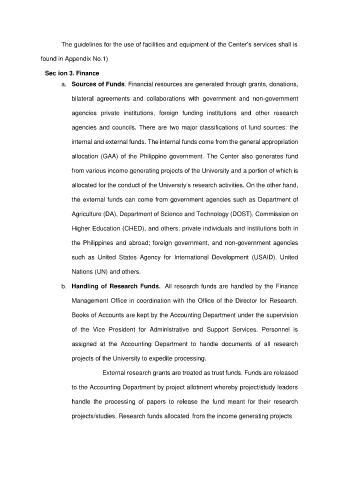 The guidelines for the use of facilities and equipment of the Center's services shall is
found in Appendix No.1)
Sec ion 3. Finance
a. Sources of Funds. Financial resources are generated through grants, donations,
bilateral agreements and collaborations with government and non-government
agencies private institutions, foreign funding institutions and other research
agencies and councils. There are two major classifications of fund sources: the
internal and external funds. The internal funds come from the general appropriation
allocation (GAA) of the Philippine government. The Center also generates fund
from various income generating projects of the University and a portion of which is
allocated for the conduct of the University's research activities. On the other hand,
the external funds can come from government agencies such as Department of
Agriculture (DA), Department of Science and Technology (DOST), Commission on
Higher Education (CHED), and others; private individuals and institutions both in
the Philippines and abroad; foreign government, and non-government agencies
such as United States Agency for International Development (USAID), United
Nations (UN) and others.
b. Handling of Research Funds. All research funds are handled by the Finance
Management Office in coordination with the Office of the Director for Research.
Books of Accounts are kept by the Accounting Department under the supervision
of the Vice President for Administrative and Support Services. Personnel is
assigned at the Accounting Department to handle documents of all research
projects of the University to expedite processing.
External research grants are treated as trust funds. Funds are released
to the Accounting Department by project allotment whereby project/study leaders
handle the processing of papers to release the fund meant for their research
projects/studies. Research funds allocated from the income generating projects